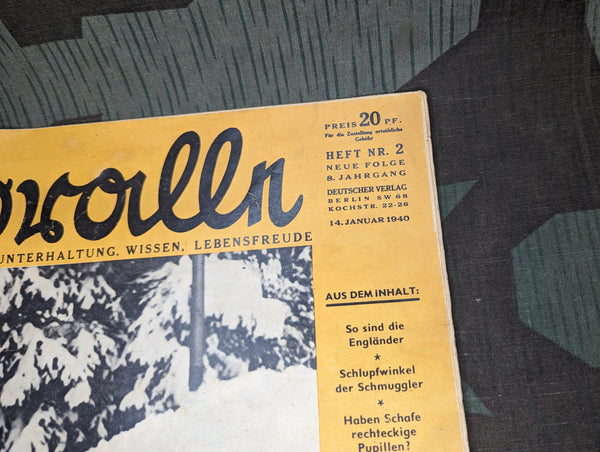 PREIS 20 PF.
Für die Zustellung ortsübliche
Gebühr
HEFT NR. 2
NEUE FOLGE
8. JAHRGANG
DEUTSCHER VERLAG
BERLIN SW 68
KOCHSTR. 22-26
14. JANUAR 1940
UNTERHALTUNG, WISSEN, LEBENSFREUDE
AUS DEM INHALT:
So sind die
Engländer
*
Schlupfwinkel
der Schmuggler
*
Haben Schafe
rechteckige
Pupillen?